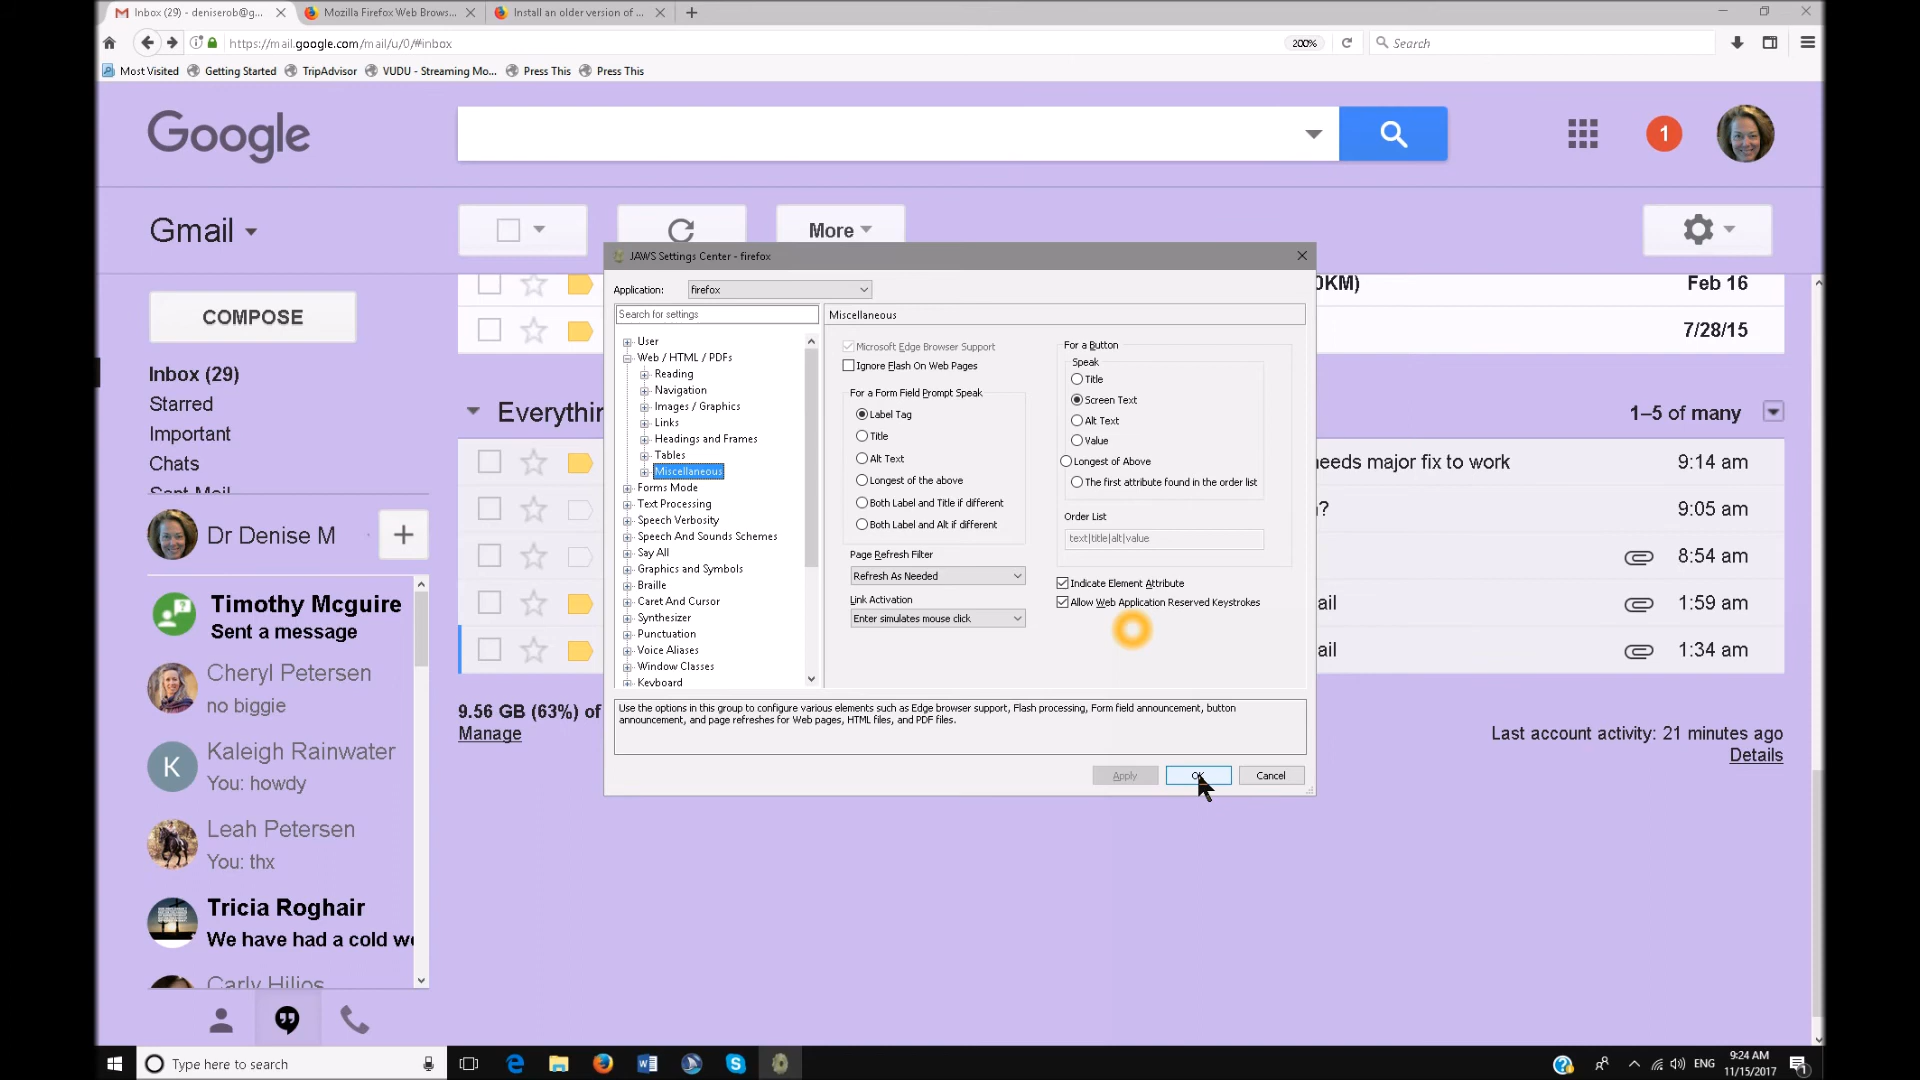 Inbox (29) - deniserob@g...
Mozilla Firefox Web Brows...
Install an older version of ...
https://mail.google.com/mail/u/0/#inbox
200%
Search
Most Visited
Getting Started
TripAdvisor
VUDU - Streaming Mo...
Press This
Press This
Google
1
Gmail
More
COMPOSE
Inbox (29)
Starred
Important
Chats
Sent Mail
Dr Denise M
Timothy Mcguire
Sent a message
Cheryl Petersen
no biggie
Kaleigh Rainwater
You: howdy
K
Leah Petersen
You: thx
Tricia Roghair
We have had a cold we
Carly Hilios
Feb 16
7/28/15
Everythin
1–5 of many
needs major fix to work
9:14 am
?
9:05 am
8:54 am
ail
1:59 am
ail
1:34 am
9.56 GB (63%) of
Manage
Last account activity: 21 minutes ago
Details
JAWS Settings Center - firefox
Application:
firefox
Search for settings
User
Web / HTML / PDFs
Reading
Navigation
Images / Graphics
Links
Headings and Frames
Tables
Miscellaneous
Forms Mode
Text Processing
Speech Verbosity
Speech And Sounds Schemes
Say All
Graphics and Symbols
Braille
Caret And Cursor
Synthesizer
Punctuation
Voice Aliases
Window Classes
Keyboard
Miscellaneous
Microsoft Edge Browser Support
Ignore Flash On Web Pages
For a Form Field Prompt Speak
Label Tag
Title
Alt Text
Longest of the above
Both Label and Title if different
Both Label and Alt if different
Page Refresh Filter
Refresh As Needed
Link Activation
Enter simulates mouse click
For a Button
Speak
Title
Screen Text
Alt Text
Value
Longest of Above
The first attribute found in the order list
Order List
text|title|alt|value
Indicate Element Attribute
Allow Web Application Reserved Keystrokes
Use the options in this group to configure various elements such as Edge browser support, Flash processing, Form field announcement, button
announcement, and page refreshes for Web pages, HTML files, and PDF files.
Apply
OK
Cancel
Type here to search
ENG
9:24 AM
11/15/2017
1